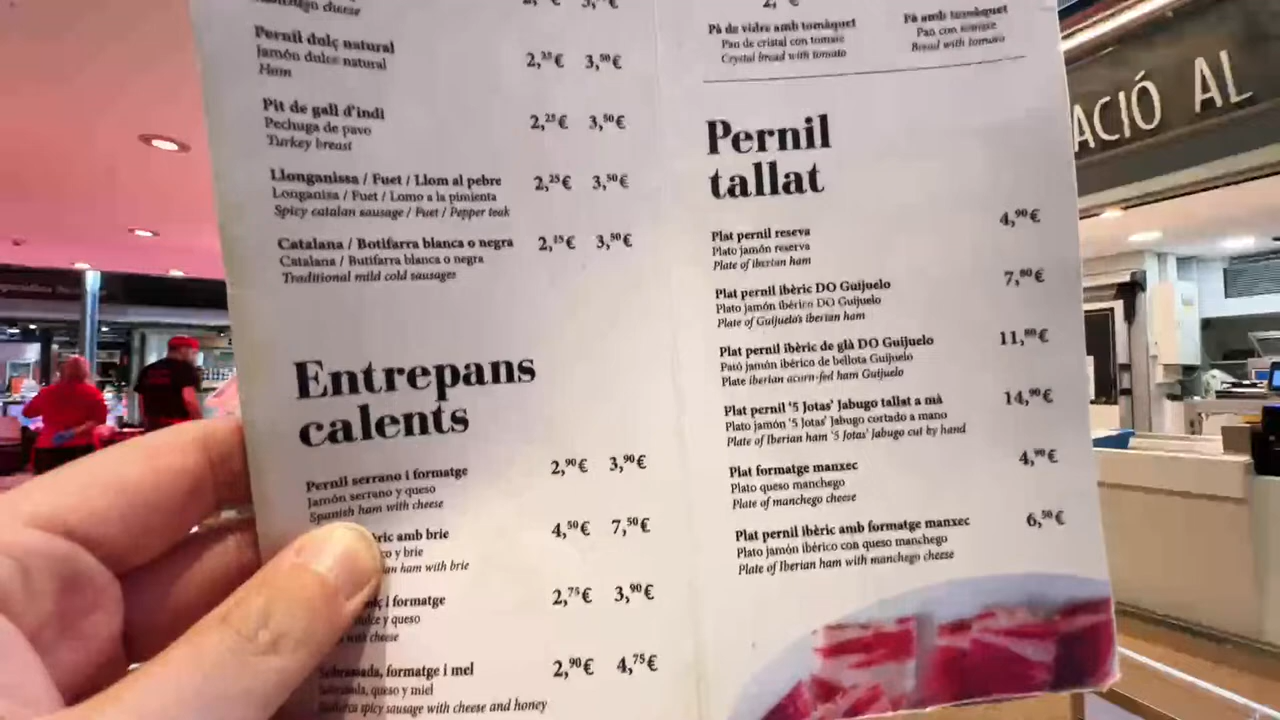 manchego cheese
Pernil dolç natural
Jamón dulce natural
Ham
2,25€ 3,50€
Pit de gall d'indi
Pechuga de pavo
Turkey breast
2,25€ 3,50€
Llonganissa / Fuet / Llom al pebre
Longaniza / Fuet / Lomo a la pimienta
Spicy catalan sausage / Fuet / Pepper teak
2,25€ 3,50€
Catalana / Botifarra blanca o negra
Catalana / Butifarra blanca o negra
Traditional mild cold sausages
3,50€
Entrepans
calents
Pernil serrano i formatge
Jamón serrano y queso
Spanish ham with cheese
2,90€ 3,90€
amb brie
y brie
ham with brie
4,50€ 7,50€
i formatge
y queso
with cheese
2,75€ 3,90€
formatge i mel
queso y miel
spicy sausage with cheese and honey
2,90€ 4,75€
Pà de vidre amb tomàquet
Pan de cristal con tomate
Crystal bread with tomato
Pà amb tomàquet
Pan con tomate
Bread with tomato
Pernil
tallat
Plat pernil reseva
Plato jamón reserva
Plate of iberian ham
4,90€
Plat pernil ibèric DO Guijuelo
Plato jamón ibérico DO Guijuelo
Plate of Guijuelo's iberian ham
7,80€
Plat pernil ibèric de glà DO Guijuelo
Pató jamón ibérico de bellota Guijuelo
Plate iberian acorn-fed ham Guijuelo
11,80€
Plat pernil '5 Jotas' Jabugo tallat a mà
Plato jamón '5 Jotas' Jabugo cortado a mano
Plate of Iberian ham '5 Jotas' Jabugo cut by hand
14,90€
Plat formatge manxec
Plato queso manchego
Plate of manchego cheese
4,90€
Plat pernil ibèric amb formatge manxec
Plato jamón ibérico con queso manchego
Plate of Iberian ham with manchego cheese
6,50€
ACIÓ AL